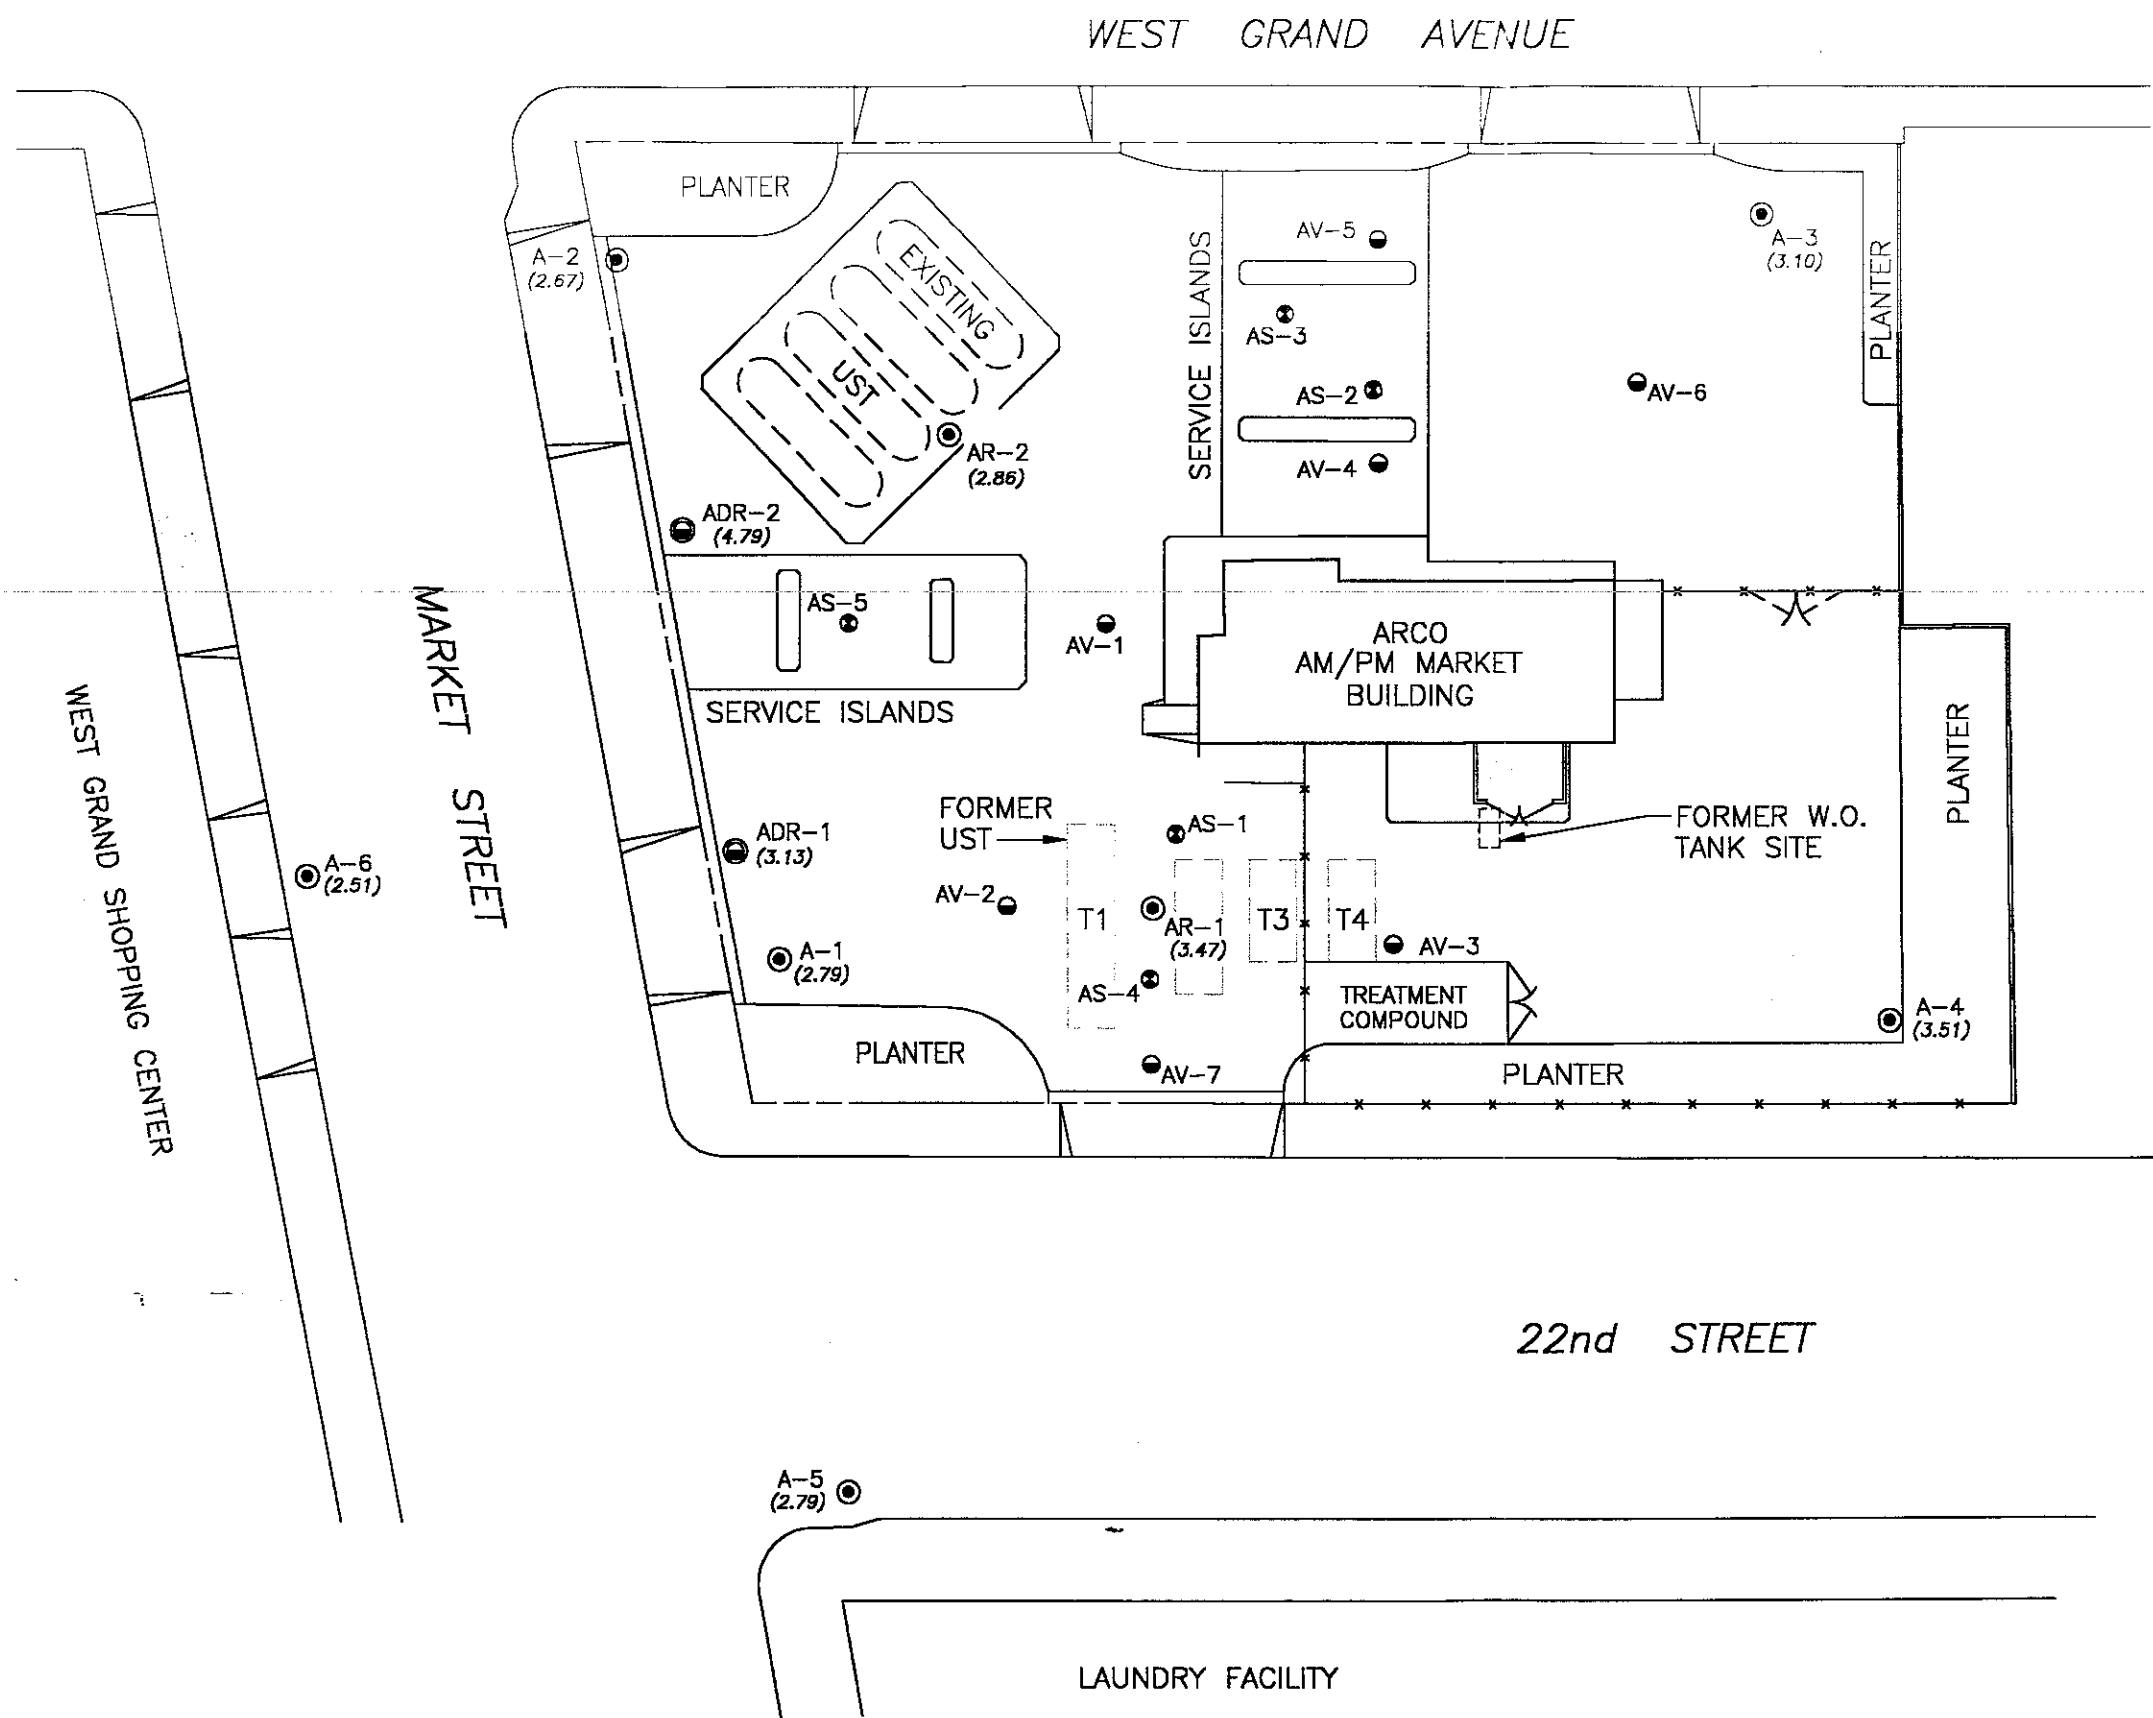 WEST GRAND AVENUE
PLANTER
EXISTING
UST
A-2
(2.67)
AR-2
(2.86)
ADR-2
(4.79)
SERVICE ISLANDS
AV-5
AS-3
AS-2
AV-4
A-3
(3.10)
PLANTER
AV-6
AS-5
SERVICE ISLANDS
AV-1
ARCO
AM/PM MARKET
BUILDING
PLANTER
MARKET STREET
WEST GRAND SHOPPING CENTER
A-6
(2.51)
ADR-1
(3.13)
FORMER
UST
AS-1
FORMER W.O.
TANK SITE
AV-2
T1
AR-1
(3.47)
T3
T4
AV-3
A-1
(2.79)
AS-4
TREATMENT
COMPOUND
A-4
(3.51)
PLANTER
AV-7
PLANTER
22nd STREET
A-5
(2.79)
LAUNDRY FACILITY